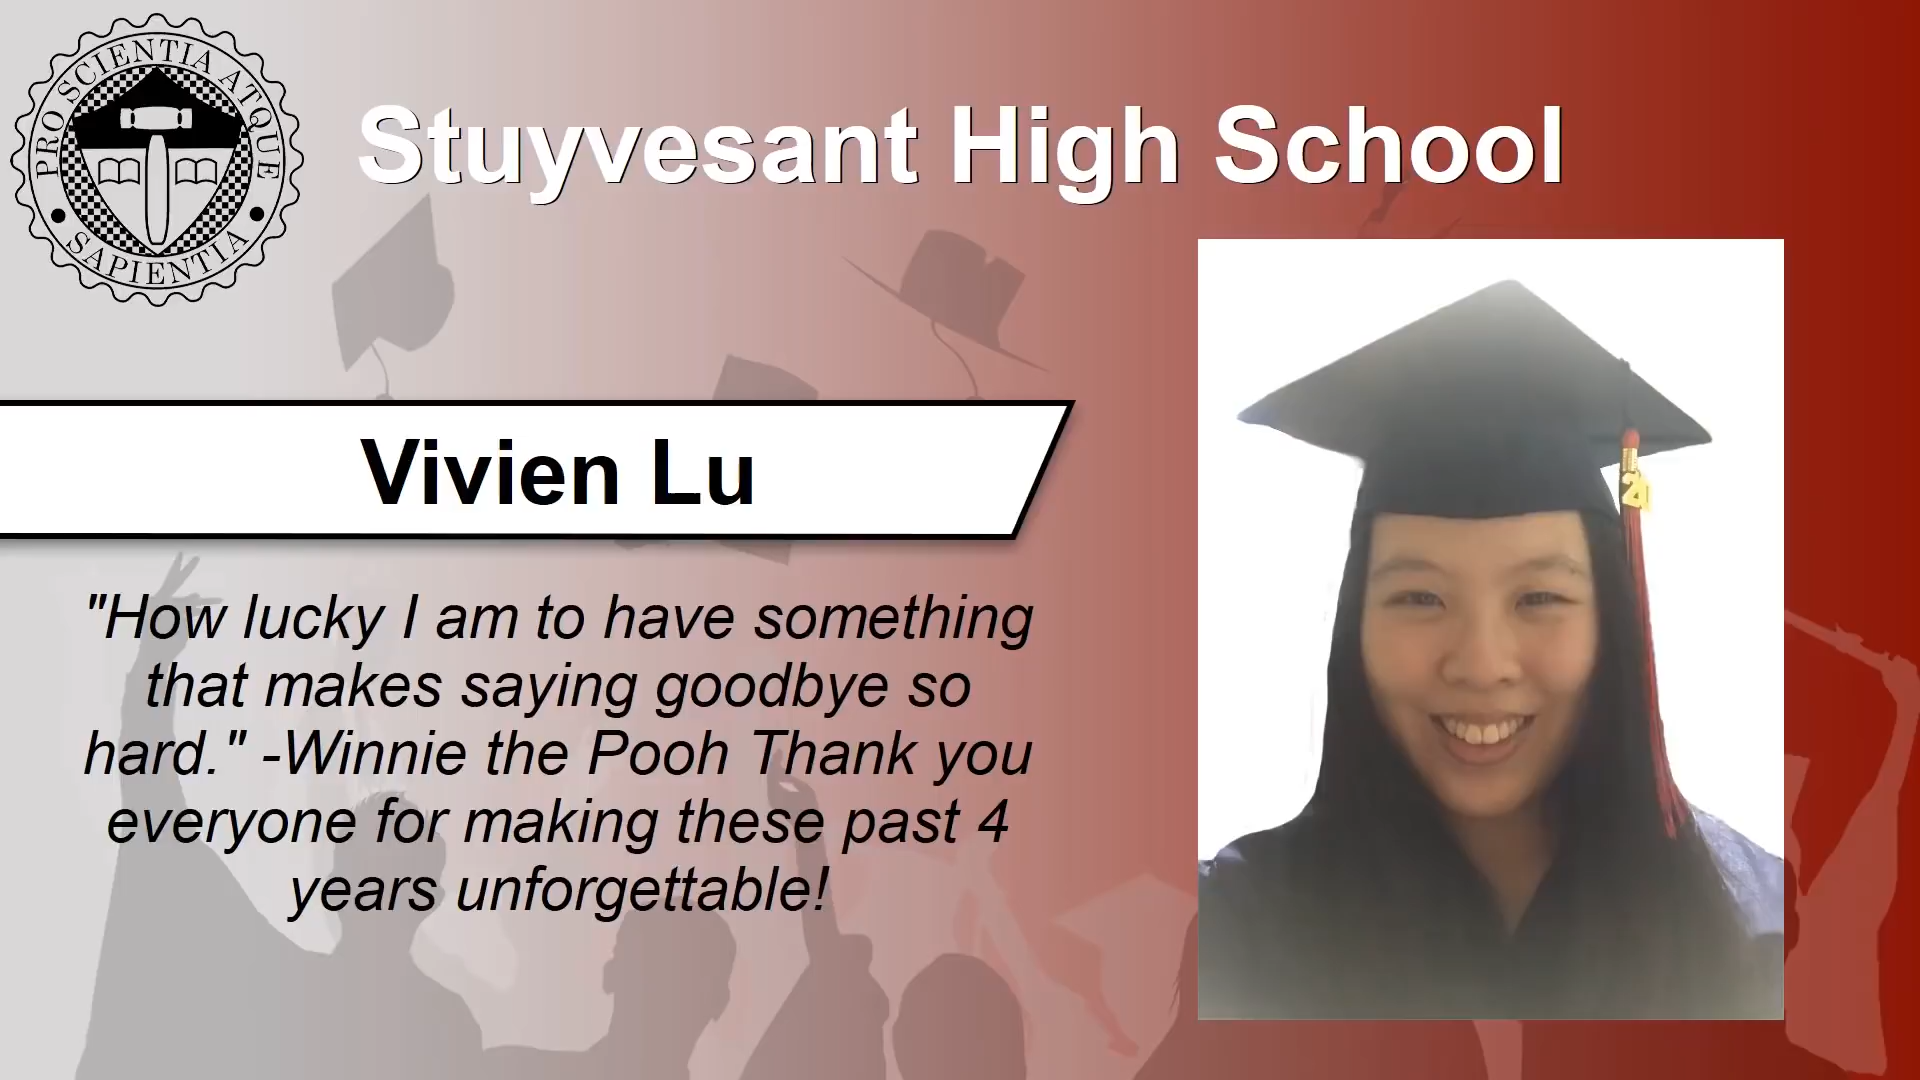 PRO SCIENTIA ATQUE
SAPIENTIA
Stuyvesant High School
Vivien Lu
"How lucky I am to have something
that makes saying goodbye so
hard." -Winnie the Pooh Thank you
everyone for making these past 4
years unforgettable!